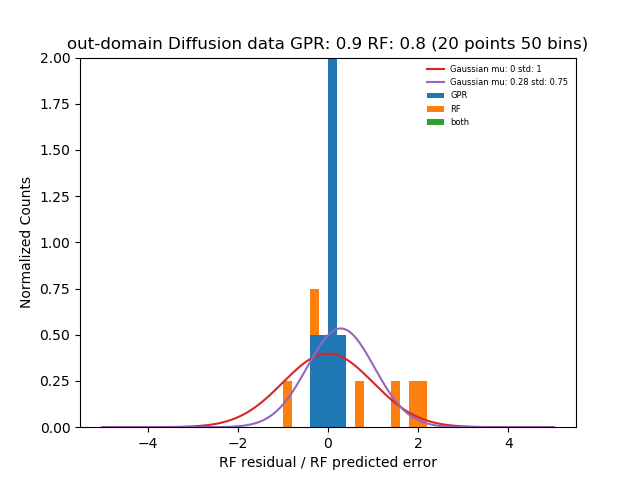 out-domain Diffusion data GPR: 0.9 RF: 0.8 (20 points 50 bins)
2.00
1.75
1.50
1.25
1.00
0.75
0.50
0.25
0.00
Normalized Counts
Gaussian mu: 0 std: 1
Gaussian mu: 0.28 std: 0.75
GPR
RF
both
−4
−2
0
2
4
RF residual / RF predicted error